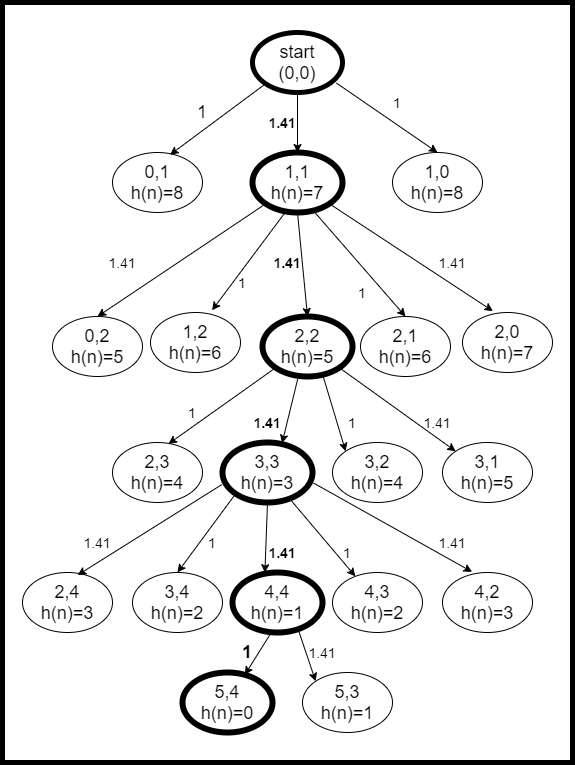 start
(0,0)
1
1.41
1
0,1
h(n)=8
1,1
h(n)=7
1,0
h(n)=8
1.41
1
1.41
1
1.41
0,2
h(n)=5
1,2
h(n)=6
2,2
h(n)=5
2,1
h(n)=6
2,0
h(n)=7
1
1.41
1
1.41
2,3
h(n)=4
3,3
h(n)=3
3,2
h(n)=4
3,1
h(n)=5
1.41
1
1.41
1
1.41
2,4
h(n)=3
3,4
h(n)=2
4,4
h(n)=1
4,3
h(n)=2
4,2
h(n)=3
1
1.41
5,4
h(n)=0
5,3
h(n)=1